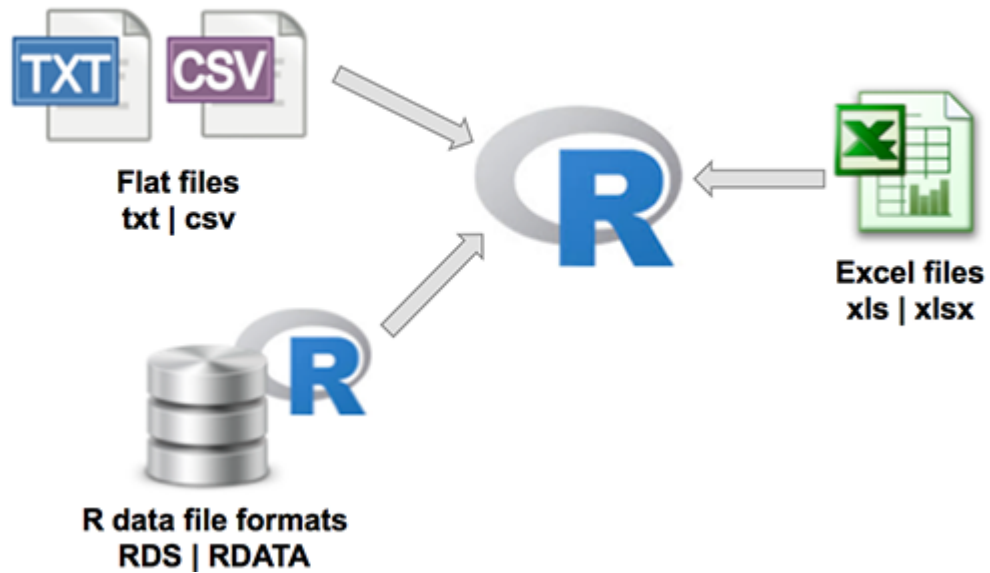 TXT
CSV
Flat files
txt | csv
R
Excel files
xls | xlsx
R
R data file formats
RDS | RDATA